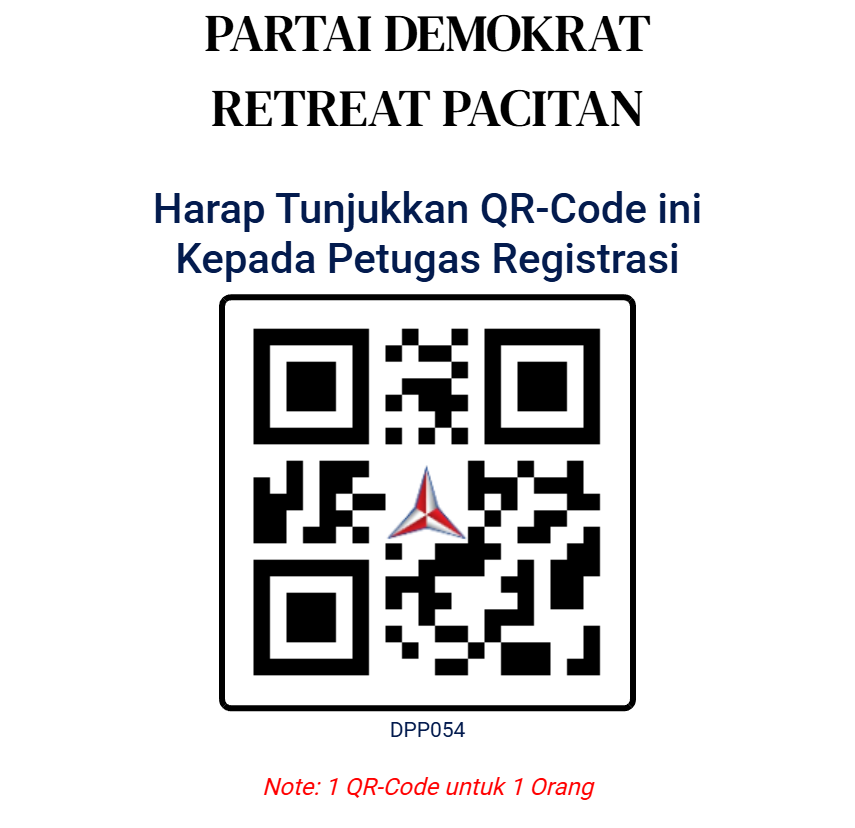 PARTAI DEMOKRAT
RETREAT PACITAN
Harap Tunjukkan QR-Code ini
Kepada Petugas Registrasi
DPP054
Note: 1 QR-Code untuk 1 Orang